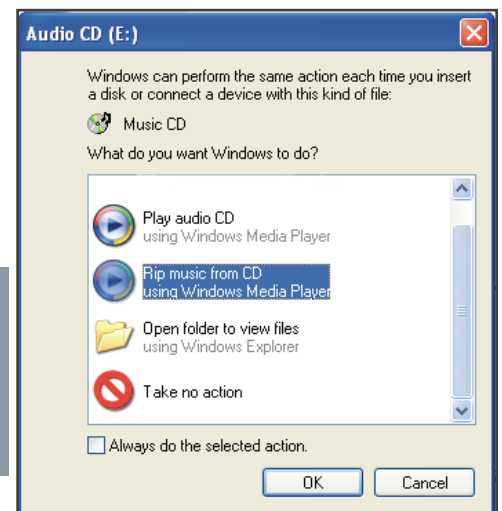 Audio CD (E:)
Windows can perform the same action each time you insert
a disk or connect a device with this kind of file:
Music CD
What do you want Windows to do?
Play audio CD
using Windows Media Player
Rip music from CD
using Windows Media Player
Open folder to view files
using Windows Explorer
Take no action
Always do the selected action.
OK
Cancel